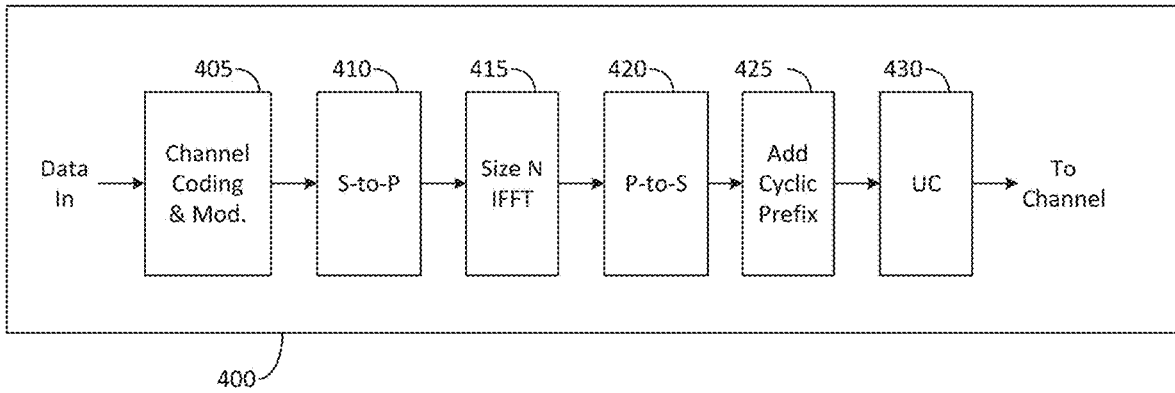 405
410
415
420
425
430
Data
In
Channel
Coding
& Mod.
S-to-P
Size N
IFFT
P-to-S
Add
Cyclic
Prefix
UC
To
Channel
400